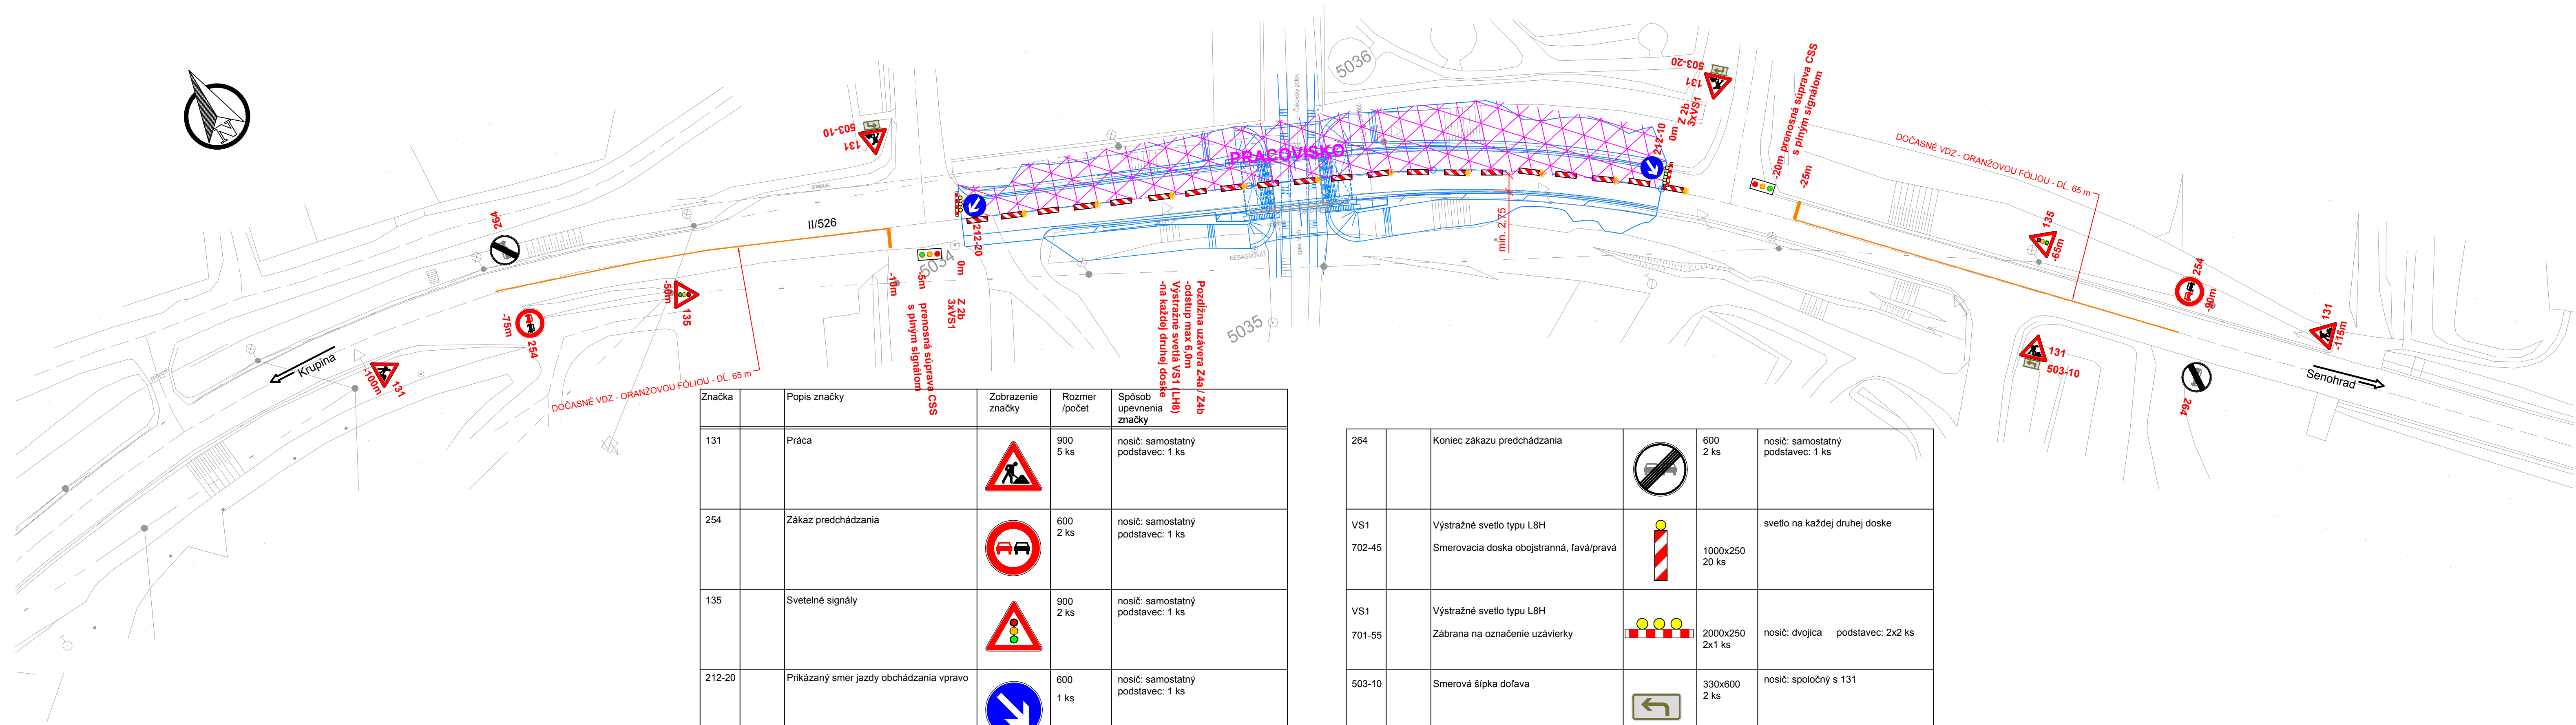 N
5036
503-20
131
Z 2b
3xVS1
212-10
0m
-20m prenosná súprava CSS
s plným signálom
-25m
DOČASNÉ VDZ - ORANŽOVOU FÓLIOU - DĹ. 65 m
503-10
131
PRACOVISKO
Čekovský potok
priepust
II/526
264
212-20
0m
5034
-5m
prenosná súprava CSS
s plným signálom
Z 2b
3xVS1
-10m
min. 2,75
NEBAGROVAŤ
135
-65m
254
-90m
131
-115m
131
503-10
264
Senohrad
-50m
135
-75m
254
-100m
131
Krupina
priepust
5035
DOČASNÉ VDZ - ORANŽOVOU FÓLIOU - DĹ. 65 m
Pozdĺžna uzávera Z4a/ Z4b
-odstup max 6,0m
Výstražné svetlá VS1 (LH8)
-na každej druhej doske
Značka Popis značky Zobrazenie značky Rozmer /počet Spôsob upevnenia značky
131 Práca 900 5 ks nosič: samostatný podstavec: 1 ks
254 Zákaz predchádzania 600 2 ks nosič: samostatný podstavec: 1 ks
135 Svetelné signály 900 2 ks nosič: samostatný podstavec: 1 ks
212-20 Prikázaný smer jazdy obchádzania vpravo 600 1 ks nosič: samostatný podstavec: 1 ks
264 Koniec zákazu predchádzania 600 2 ks nosič: samostatný podstavec: 1 ks
VS1 Výstražné svetlo typu L8H svetlo na každej druhej doske
702-45 Smerovacia doska obojstranná, ľavá/pravá 1000x250 20 ks
VS1 Výstražné svetlo typu L8H
701-55 Zábrana na označenie uzávierky 2000x250 2x1 ks nosič: dvojica podstavec: 2x2 ks
503-10 Smerová šípka doľava 330x600 2 ks nosič: spoločný s 131